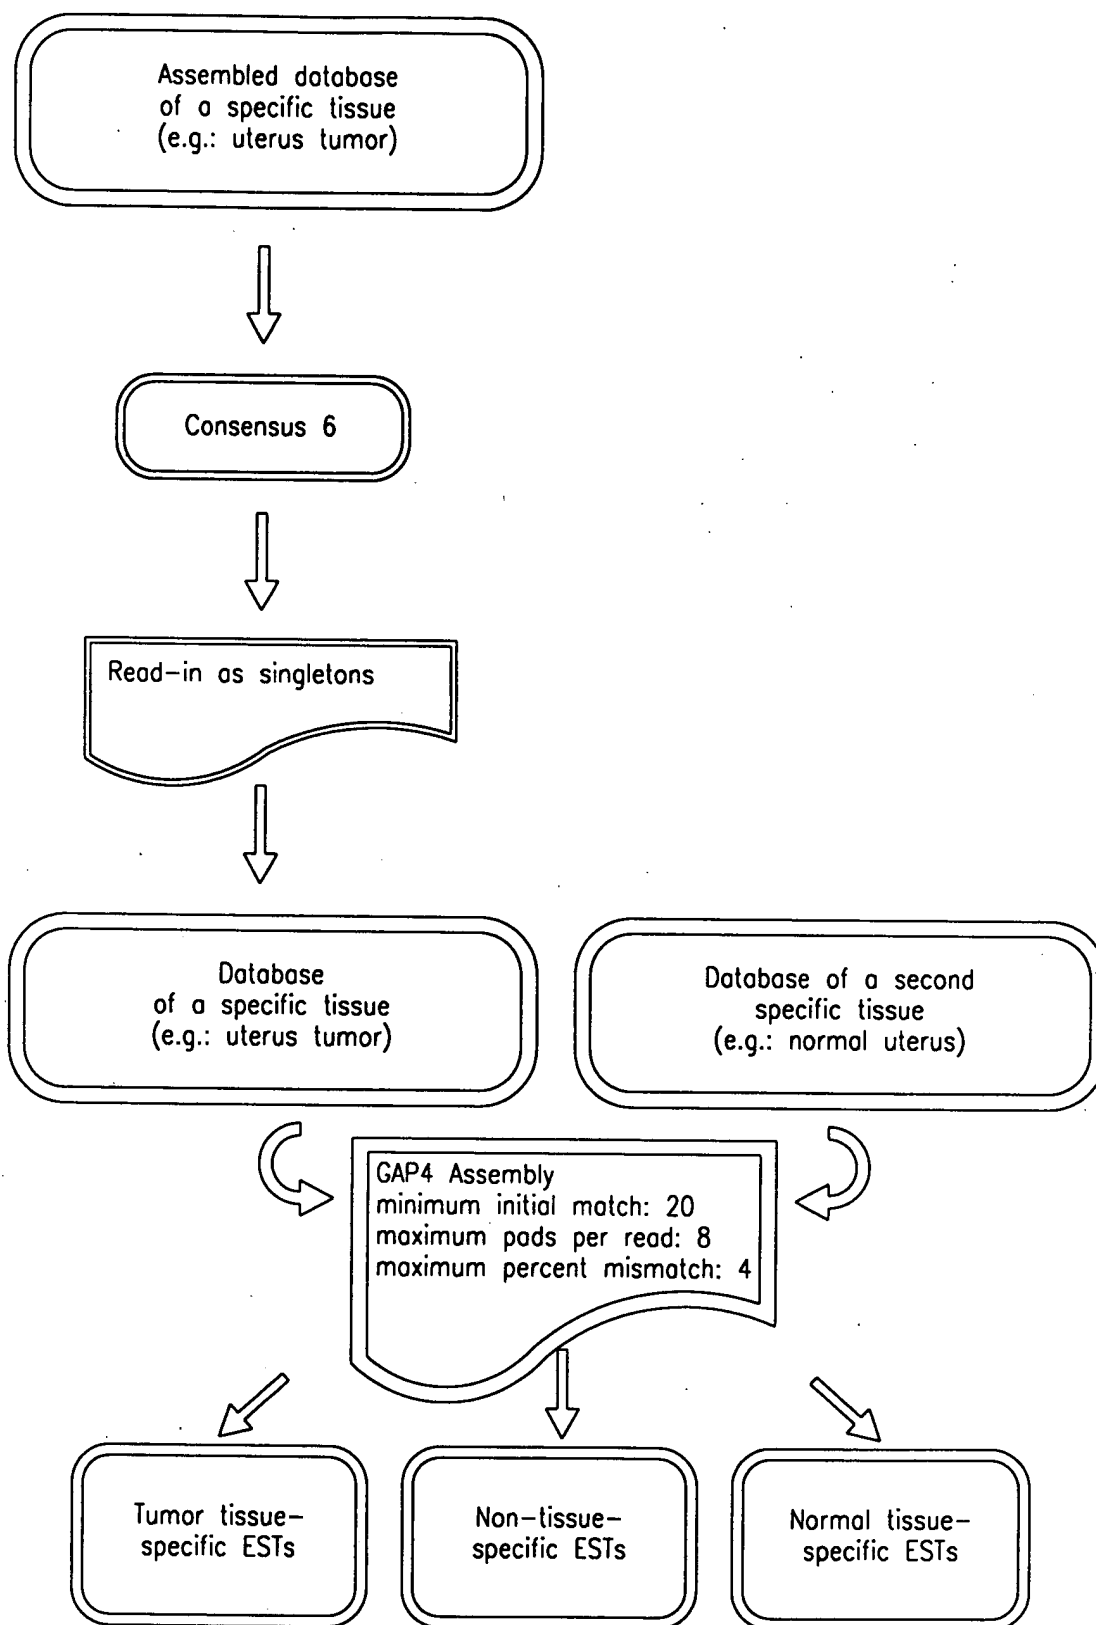 Assembled database
of a specific tissue
(e.g.: uterus tumor)
Consensus 6
Read-in as singletons
Database
of a specific tissue
(e.g.: uterus tumor)
Database of a second
specific tissue
(e.g.: normal uterus)
GAP4 Assembly
minimum initial match: 20
maximum pads per read: 8
maximum percent mismatch: 4
Tumor tissue-
specific ESTs
Non-tissue-
specific ESTs
Normal tissue-
specific ESTs